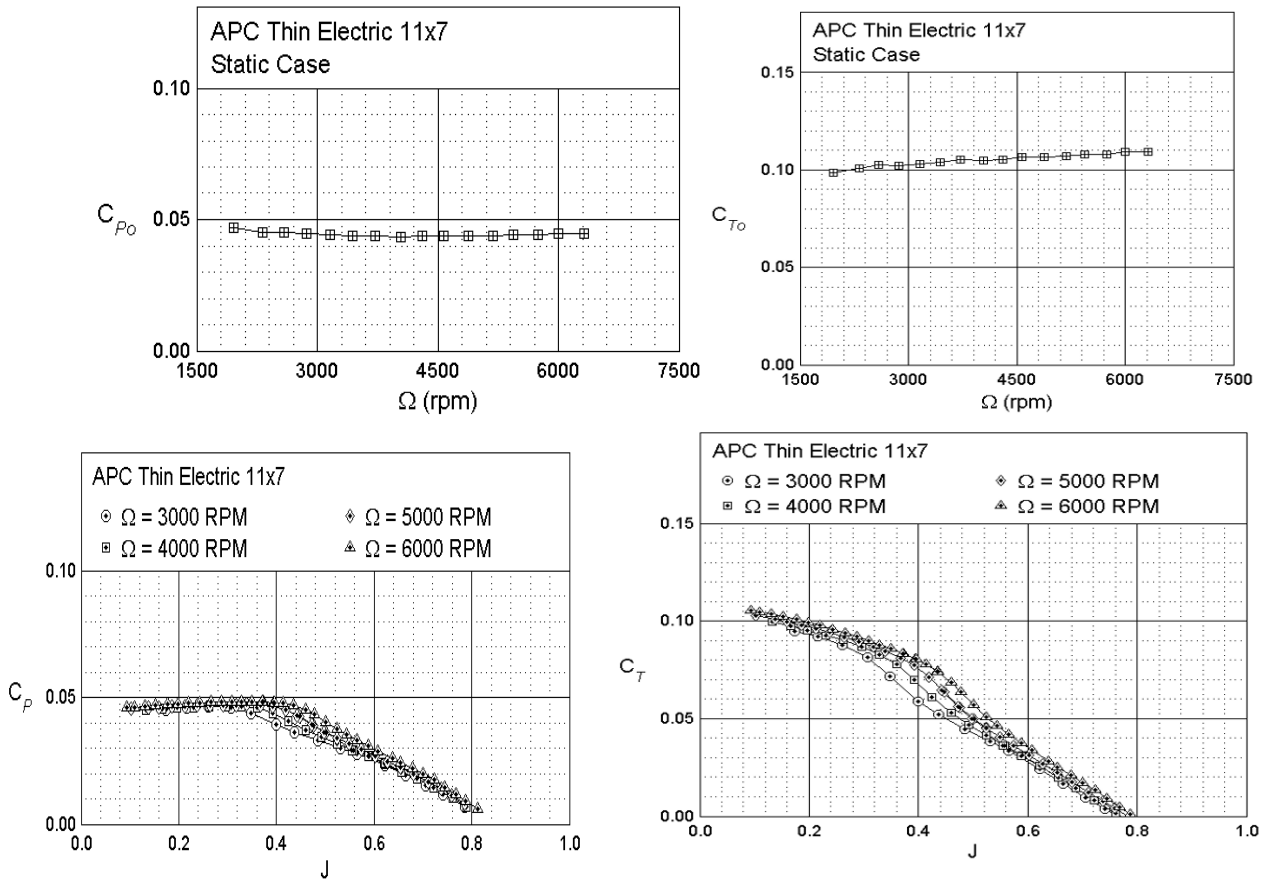 APC Thin Electric 11x7
Static Case
0.10
0.05
0.00
C_Po
1500 3000 4500 6000 7500
Ω (rpm)
APC Thin Electric 11x7
Static Case
0.15
0.10
0.05
0.00
C_To
1500 3000 4500 6000 7500
Ω (rpm)
APC Thin Electric 11x7
Ω = 3000 RPM Ω = 5000 RPM
Ω = 4000 RPM Ω = 6000 RPM
0.10
0.05
0.00
C_P
0.0 0.2 0.4 0.6 0.8 1.0
J
APC Thin Electric 11x7
Ω = 3000 RPM Ω = 5000 RPM
Ω = 4000 RPM Ω = 6000 RPM
0.15
0.10
0.05
0.00
C_T
0.0 0.2 0.4 0.6 0.8 1.0
J